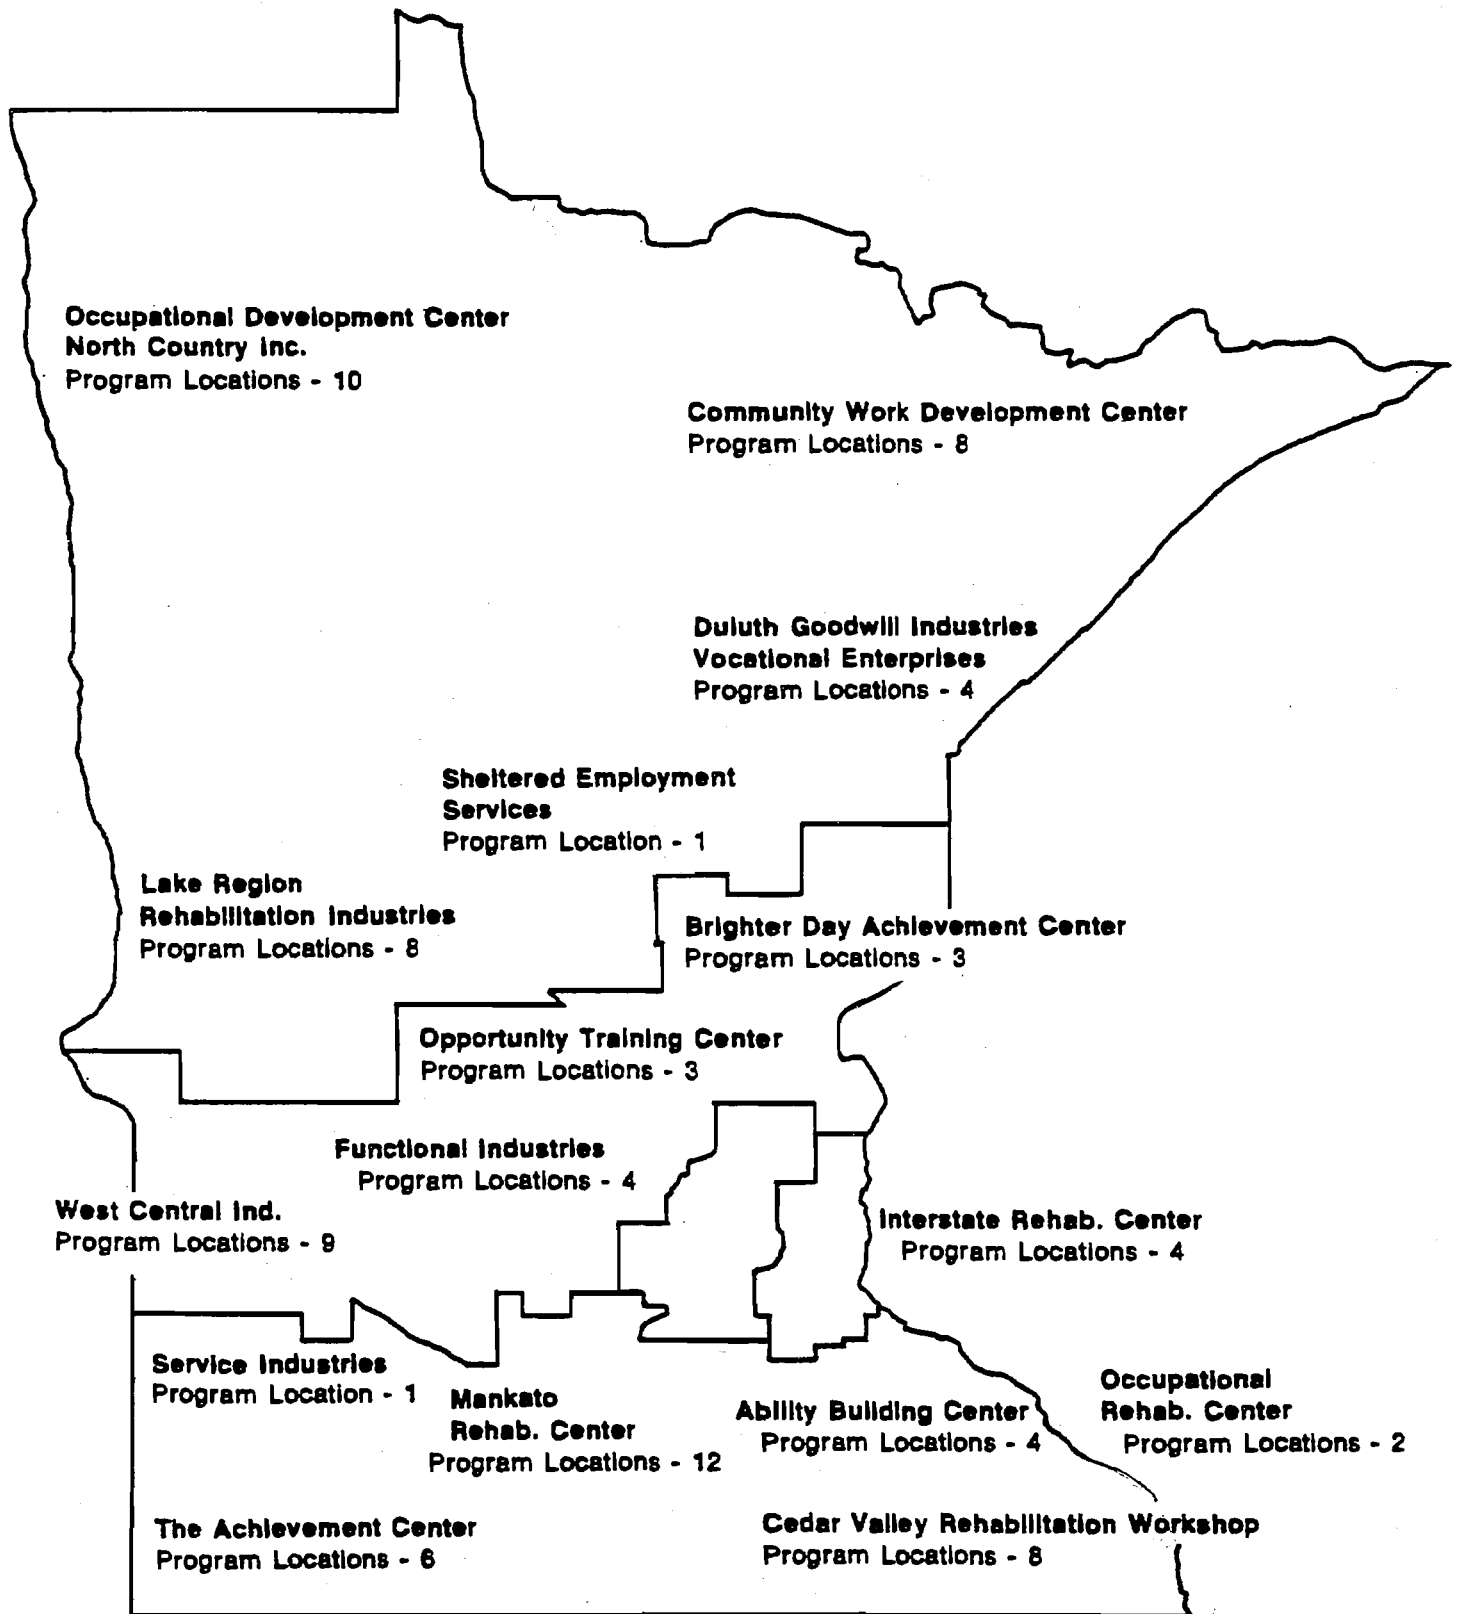 Occupational Development Center
North Country Inc.
Program Locations - 10
Community Work Development Center
Program Locations - 8
Duluth Goodwill Industries
Vocational Enterprises
Program Locations - 4
Sheltered Employment
Services
Program Location - 1
Lake Region
Rehabilitation Industries
Program Locations - 8
Brighter Day Achievement Center
Program Locations - 3
Opportunity Training Center
Program Locations - 3
Functional Industries
Program Locations - 4
West Central Ind.
Program Locations - 9
Interstate Rehab. Center
Program Locations - 4
Service Industries
Program Location - 1
Mankato
Rehab. Center
Program Locations - 12
Ability Building Center
Program Locations - 4
Occupational
Rehab. Center
Program Locations - 2
The Achievement Center
Program Locations - 6
Cedar Valley Rehabilitation Workshop
Program Locations - 8